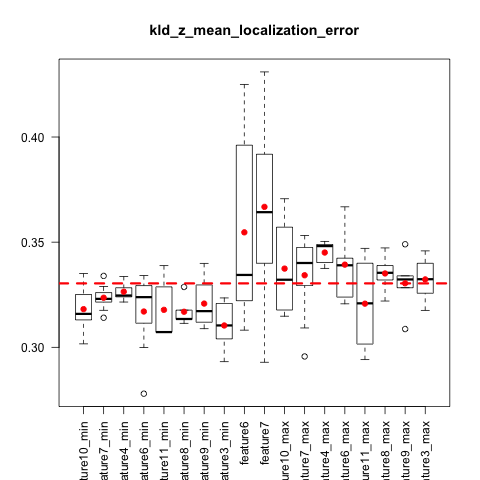 kld_z_mean_localization_error
0.40
0.35
0.30
ture10_min
ature7_min
ature4_min
ature6_min
ture11_min
ature8_min
ature9_min
ature3_min
feature6
feature7
ture10_max
ature7_max
ature4_max
ature6_max
ture11_max
ature8_max
ature9_max
ature3_max